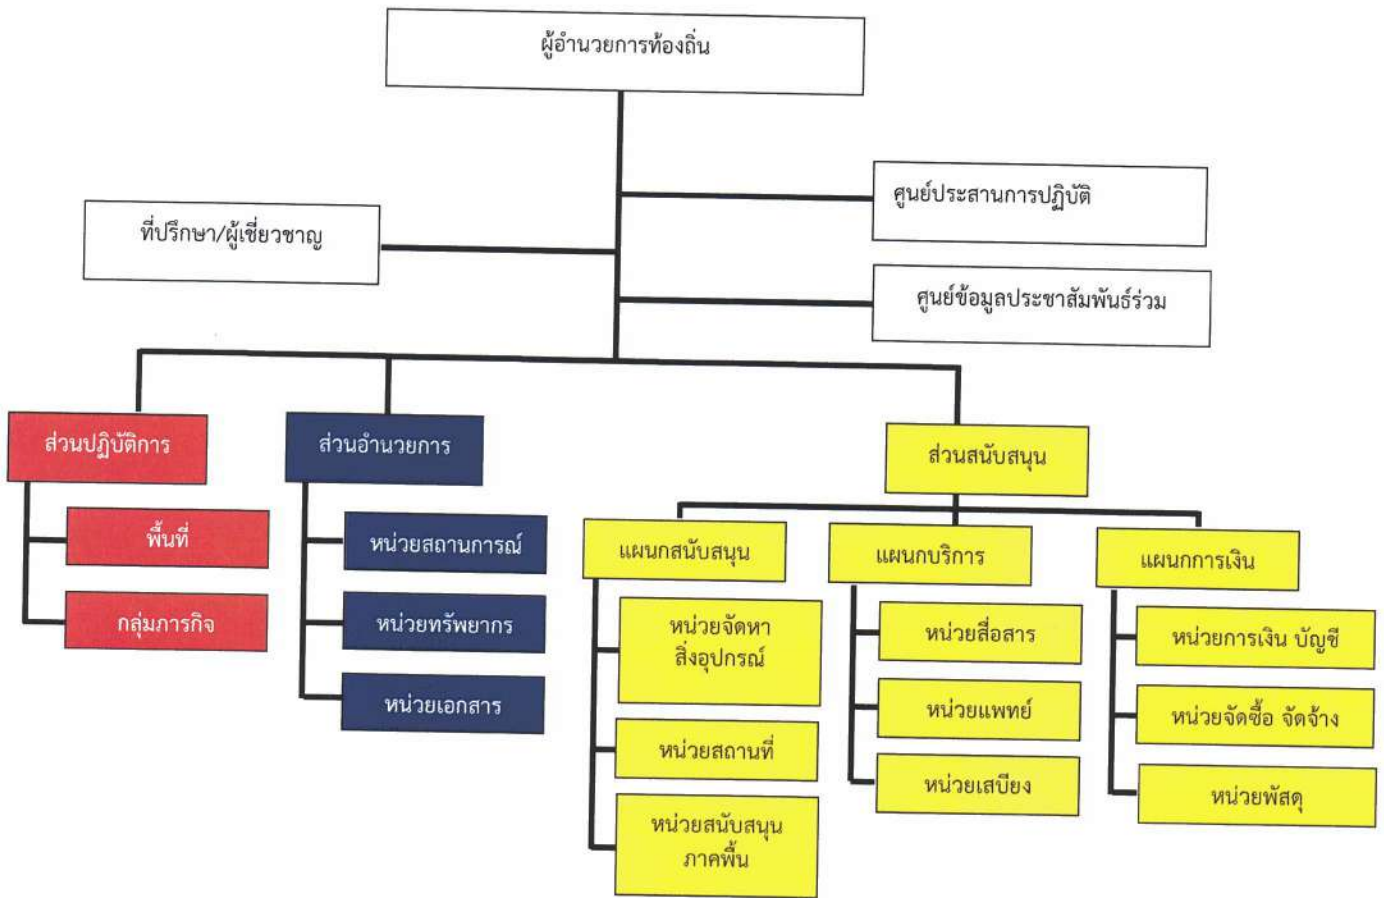 ผู้อำนวยการท้องถิ่น
ศูนย์ประสานการปฏิบัติ
ที่ปรึกษา/ผู้เชี่ยวชาญ
ศูนย์ข้อมูลประชาสัมพันธ์ร่วม
ส่วนปฏิบัติการ
พื้นที่
กลุ่มภารกิจ
ส่วนอำนวยการ
หน่วยสถานการณ์
หน่วยทรัพยากร
หน่วยเอกสาร
ส่วนสนับสนุน
แผนกสนับสนุน
หน่วยจัดหา
สิ่งอุปกรณ์
หน่วยสถานที่
หน่วยสนับสนุน
ภาคพื้น
แผนกบริการ
หน่วยสื่อสาร
หน่วยแพทย์
หน่วยเสบียง
แผนกการเงิน
หน่วยการเงิน บัญชี
หน่วยจัดซื้อ จัดจ้าง
หน่วยพัสดุ